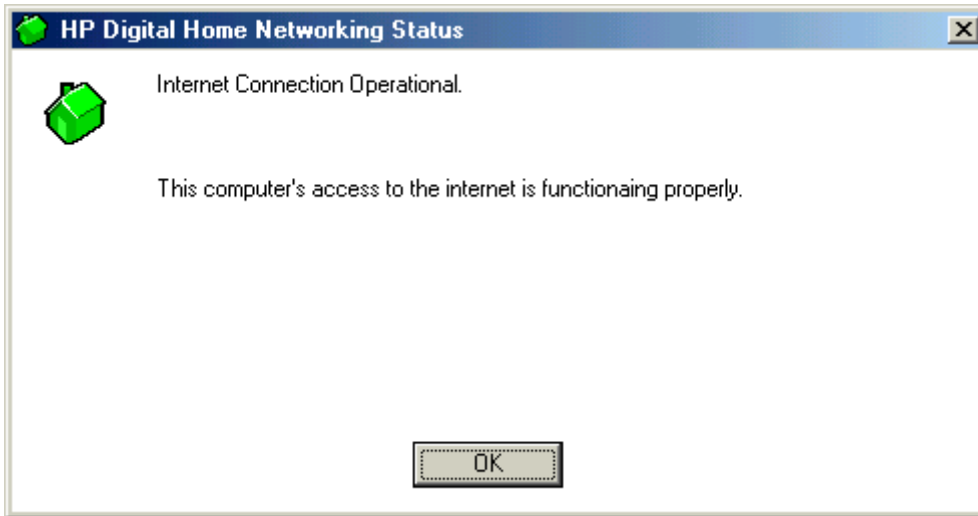 HP Digital Home Networking Status
Internet Connection Operational.
This computer's access to the internet is functionaing properly.
OK